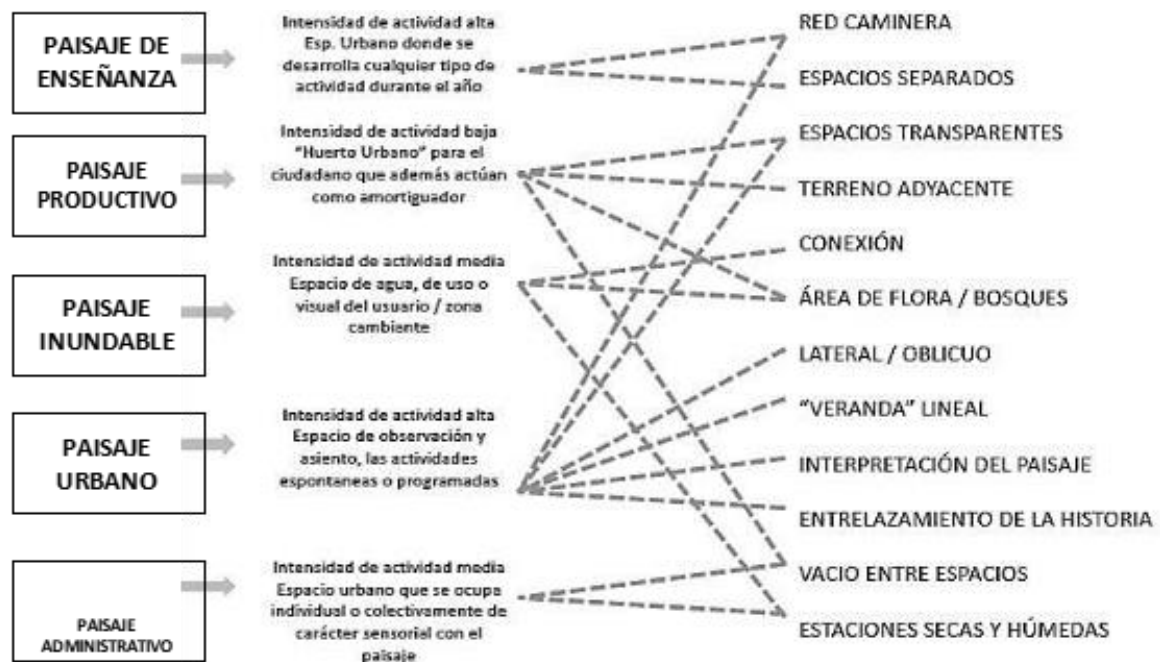 PAISAJE DE
ENSEÑANZA
Intensidad de actividad alta
Esp. Urbano donde se
desarrolla cualquier tipo de
actividad durante el año
PAISAJE
PRODUCTIVO
Intensidad de actividad baja
"Huerto Urbano" para el
ciudadano que además actúan
como amortiguador
PAISAJE
INUNDABLE
Intensidad de actividad media
Espacio de agua, de uso o
visual del usuario / zona
cambiante
PAISAJE
URBANO
Intensidad de actividad alta
Espacio de observación y
asiento, las actividades
espontaneas o programadas
PAISAJE
ADMINISTRATIVO
Intensidad de actividad media
Espacio urbano que se ocupa
individual o colectivamente de
carácter sensorial con el
paisaje
RED CAMINERA
ESPACIOS SEPARADOS
ESPACIOS TRANSPARENTES
TERRENO ADYACENTE
CONEXIÓN
ÁREA DE FLORA / BOSQUES
LATERAL / OBLICUO
"VERANDA" LINEAL
INTERPRETACIÓN DEL PAISAJE
ENTRELAZAMIENTO DE LA HISTORIA
VACIO ENTRE ESPACIOS
ESTACIONES SECAS Y HÚMEDAS